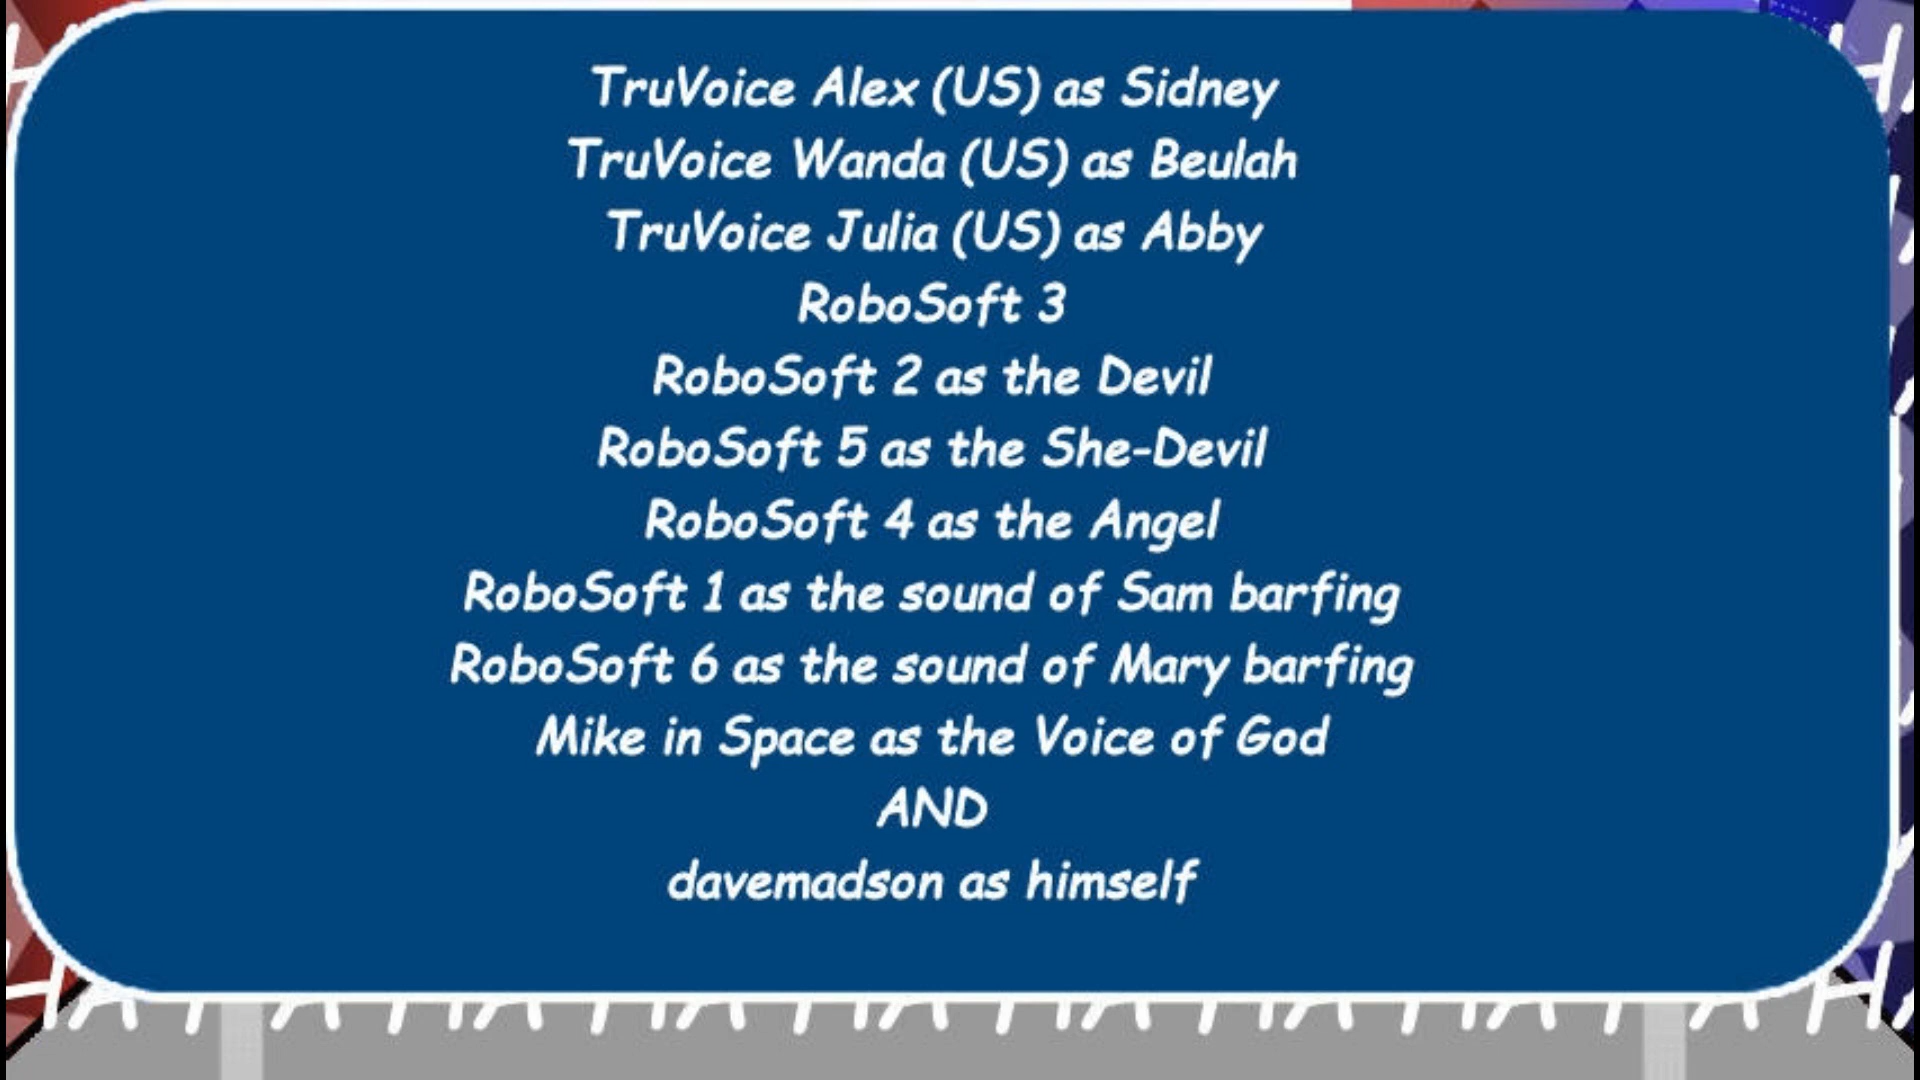 TruVoice Alex (US) as Sidney
TruVoice Wanda (US) as Beulah
TruVoice Julia (US) as Abby
RoboSoft 3
RoboSoft 2 as the Devil
RoboSoft 5 as the She-Devil
RoboSoft 4 as the Angel
RoboSoft 1 as the sound of Sam barfing
RoboSoft 6 as the sound of Mary barfing
Mike in Space as the Voice of God
AND
davemadson as himself